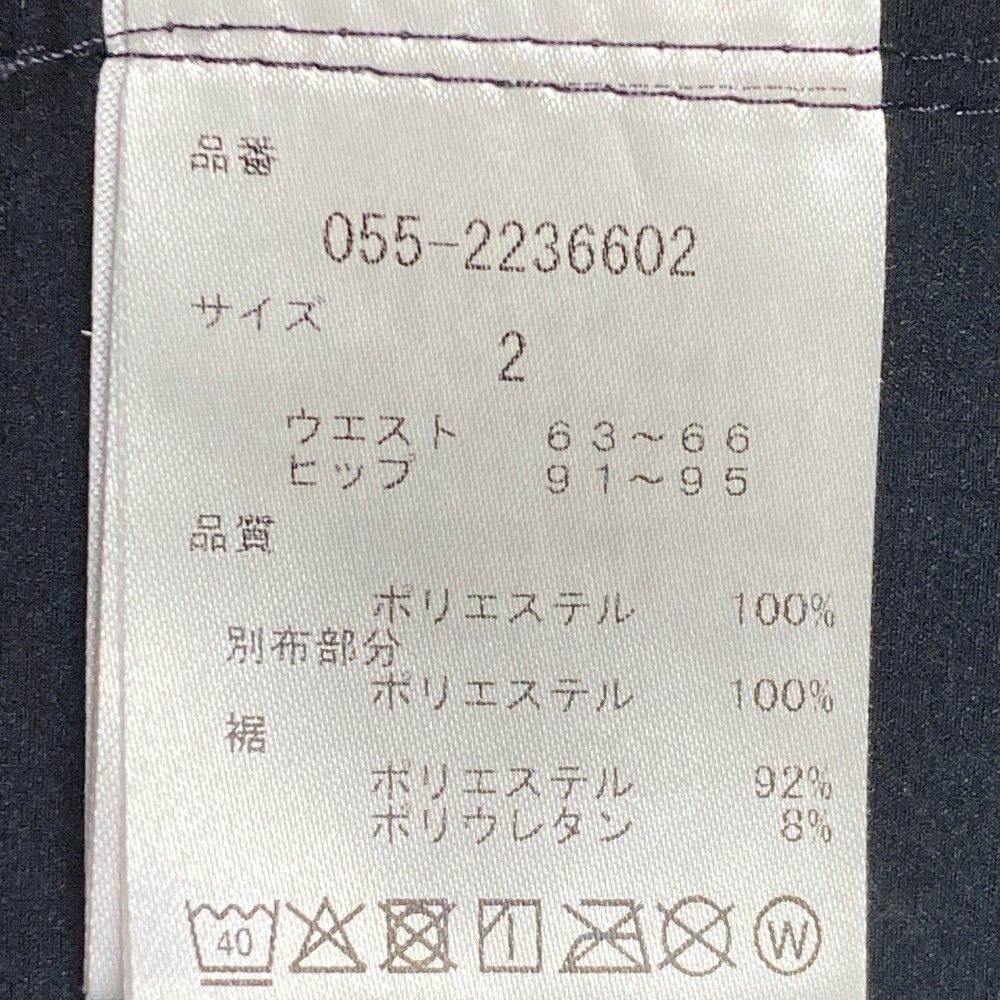 品番
055-2236602
サイズ
2
ウエスト 63～66
ヒップ 91～95
品質
ポリエステル 100%
別布部分
ポリエステル 100%
裾
ポリエステル 92%
ポリウレタン 8%
40 W